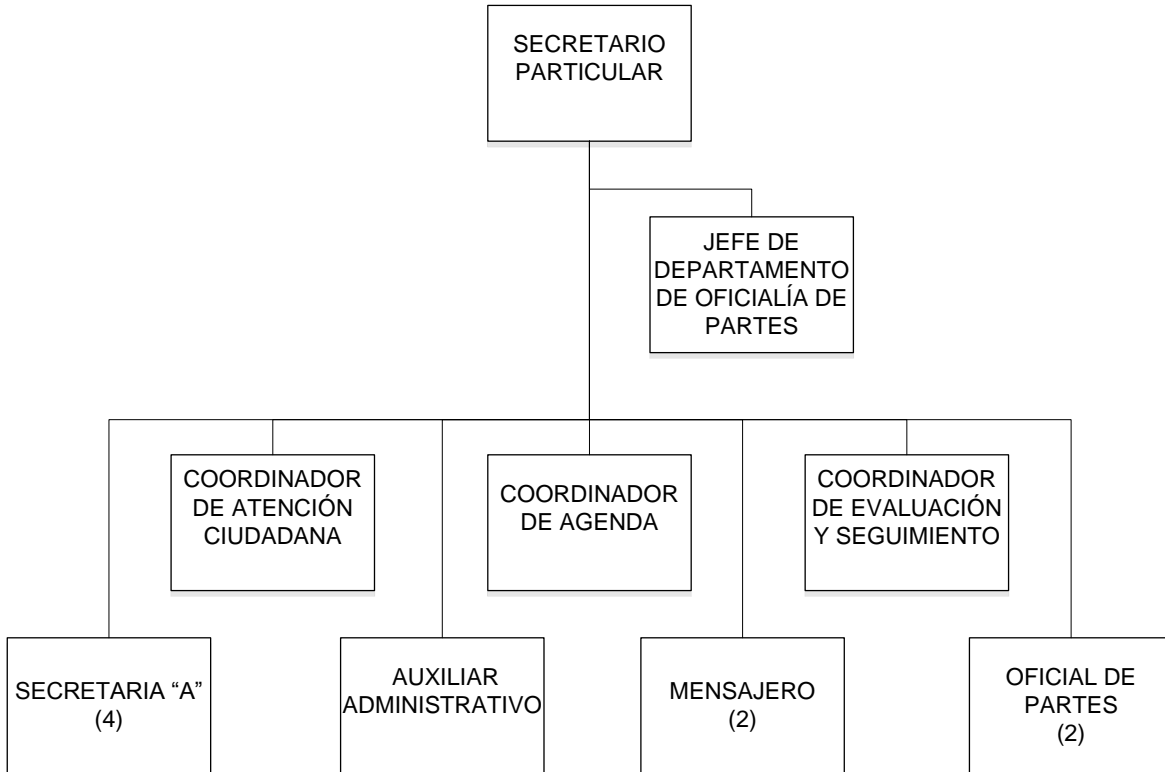 SECRETARIO
PARTICULAR
JEFE DE
DEPARTAMENTO
DE OFICIALÍA DE
PARTES
COORDINADOR
DE ATENCIÓN
CIUDADANA
COORDINADOR
DE AGENDA
COORDINADOR
DE EVALUACIÓN
Y SEGUIMIENTO
SECRETARIA “A”
(4)
AUXILIAR
ADMINISTRATIVO
MENSAJERO
(2)
OFICIAL DE
PARTES
(2)